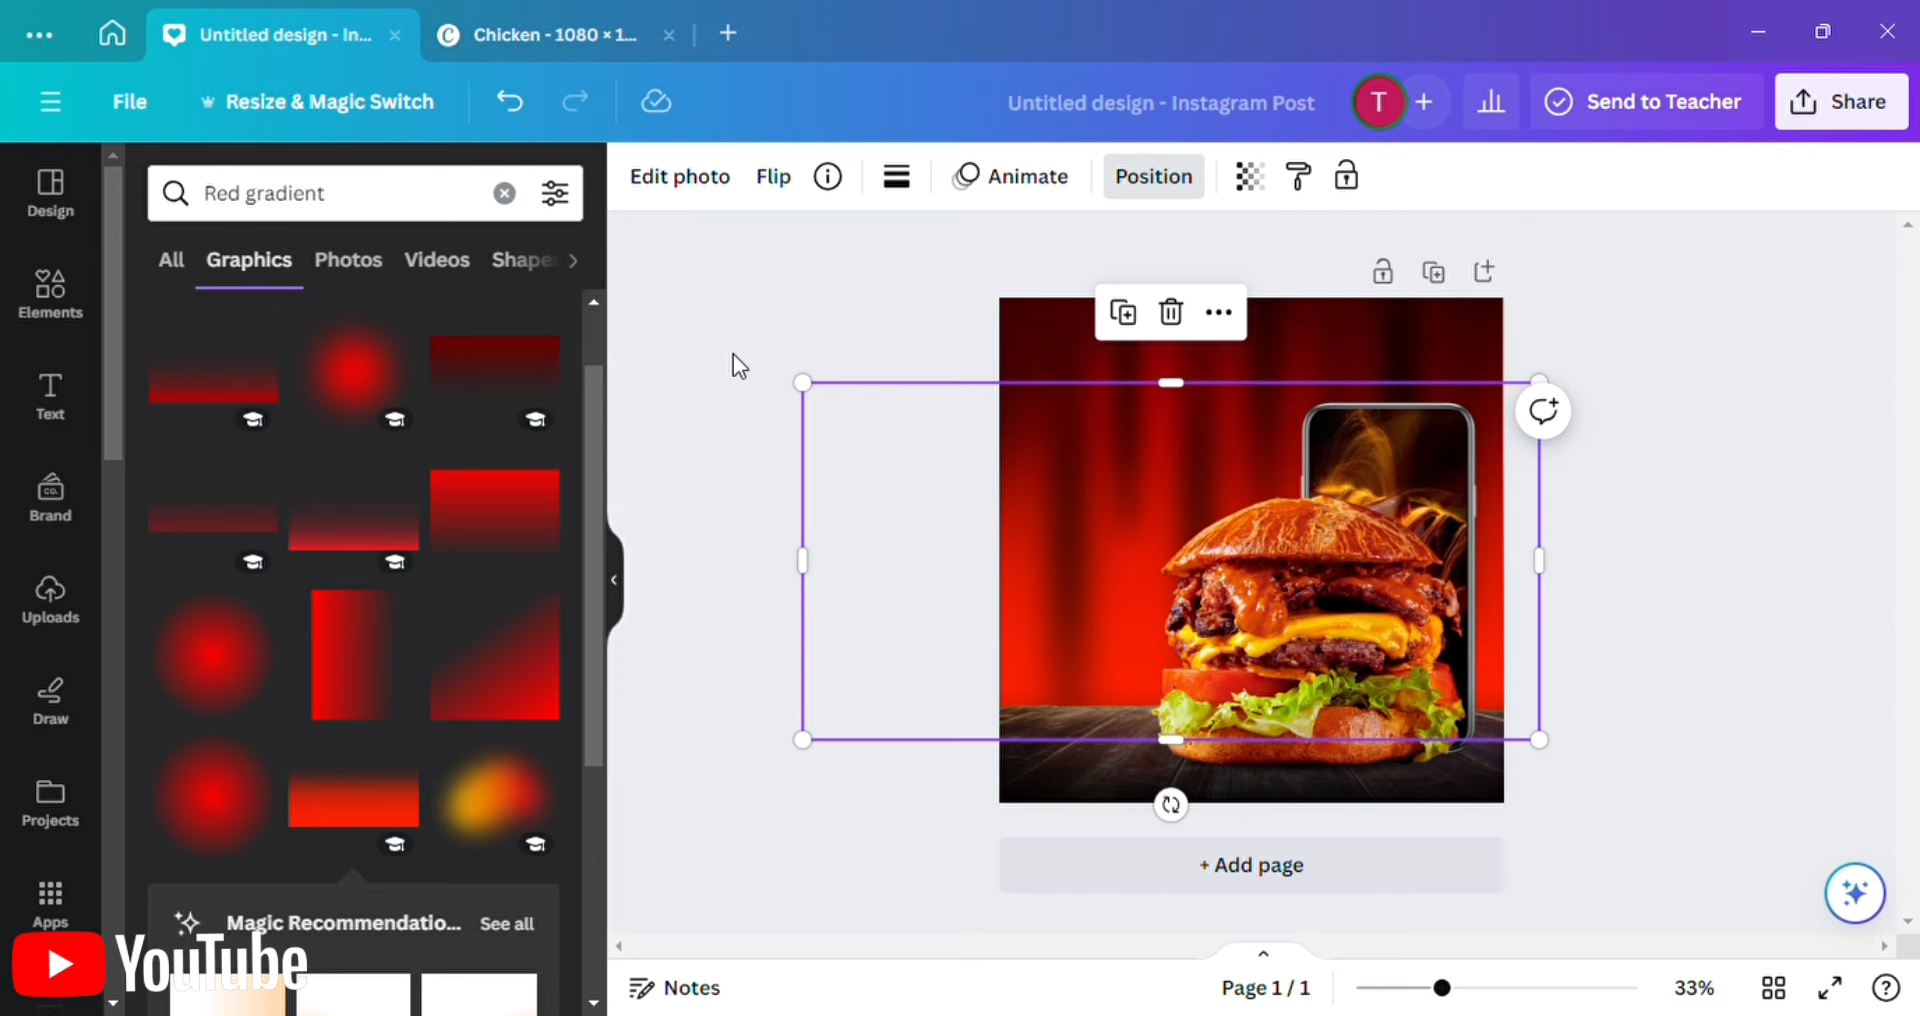 Untitled design - In...
Chicken - 1080 × 1...
File
Resize & Magic Switch
Untitled design - Instagram Post
T
Send to Teacher
Share
Design
Elements
Text
Brand
CO.
Uploads
Draw
Projects
Apps
Red gradient
All
Graphics
Photos
Videos
Shapes
Magic Recommendatio...
See all
Edit photo
Flip
Animate
Position
+ Add page
Notes
Page 1 / 1
33%
YouTube